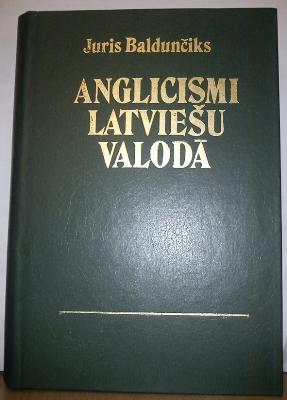 Juris Baldunčiks
ANGLICISMI
LATVIEŠU
VALODĀ